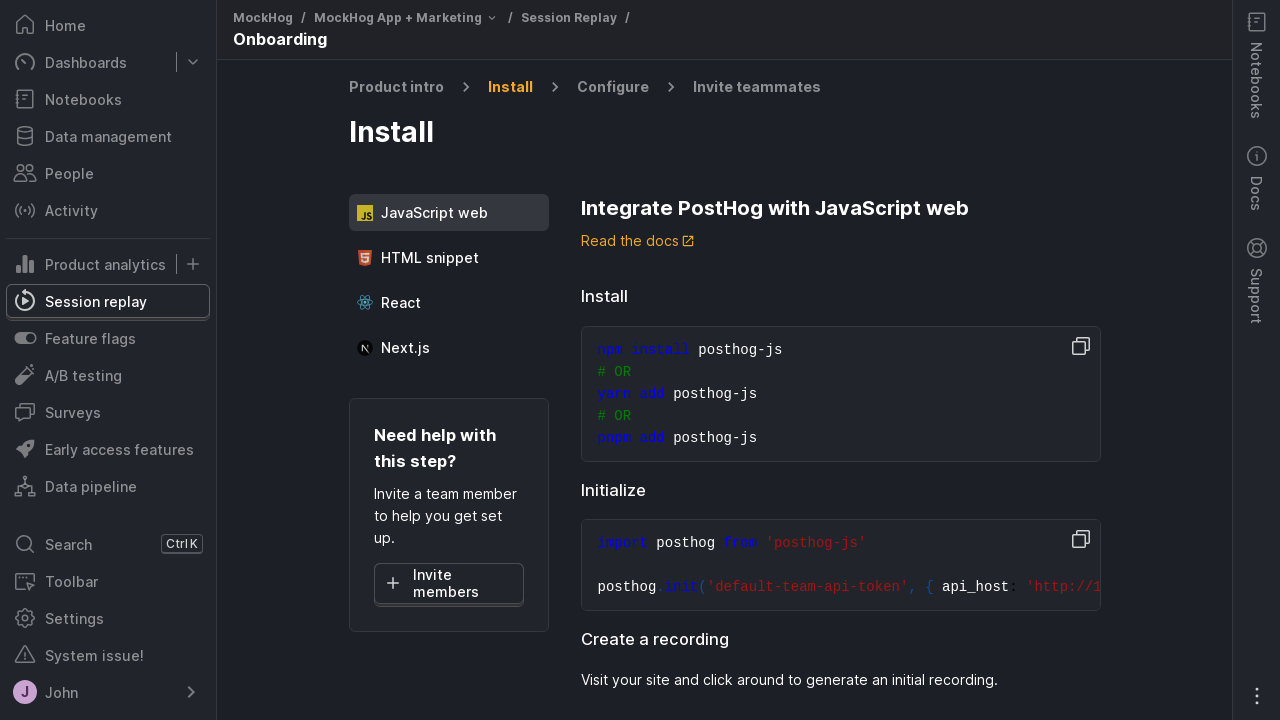 Home
Dashboards
Notebooks
Data management
People
Activity
Product analytics
Session replay
Feature flags
A/B testing
Surveys
Early access features
Data pipeline
Search Ctrl K
Toolbar
Settings
System issue!
J John
MockHog / MockHog App + Marketing / Session Replay /
Onboarding
Product intro > Install > Configure > Invite teammates
Install
JS JavaScript web
HTML snippet
React
Next.js
Need help with
this step?
Invite a team member
to help you get set
up.
Invite
members
Integrate PostHog with JavaScript web
Read the docs
Install
npm install posthog-js
# OR
yarn add posthog-js
# OR
pnpm add posthog-js
Initialize
import posthog from 'posthog-js'
posthog.init('default-team-api-token', { api_host: 'http://1
Create a recording
Visit your site and click around to generate an initial recording.
Notebooks
Docs
Support